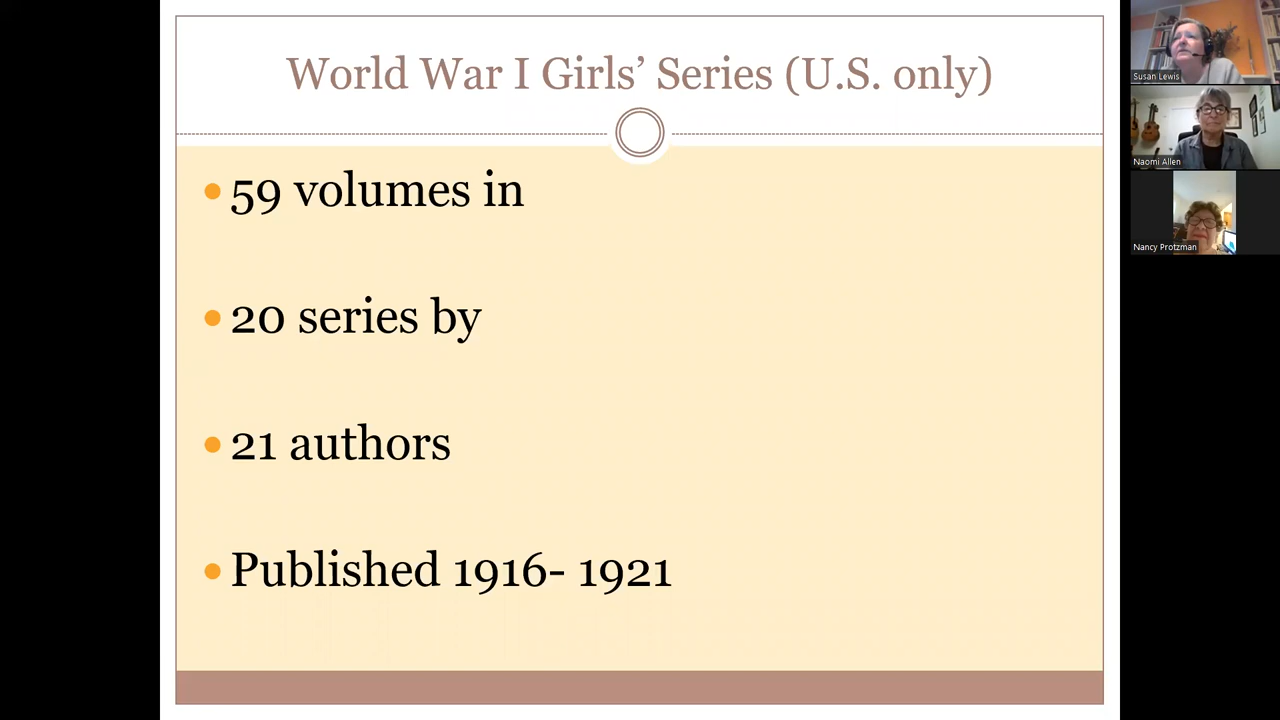 World War I Girls’ Series (U.S. only)
59 volumes in
20 series by
21 authors
Published 1916- 1921
Susan Lewis
Naomi Allen
Nancy Protzman